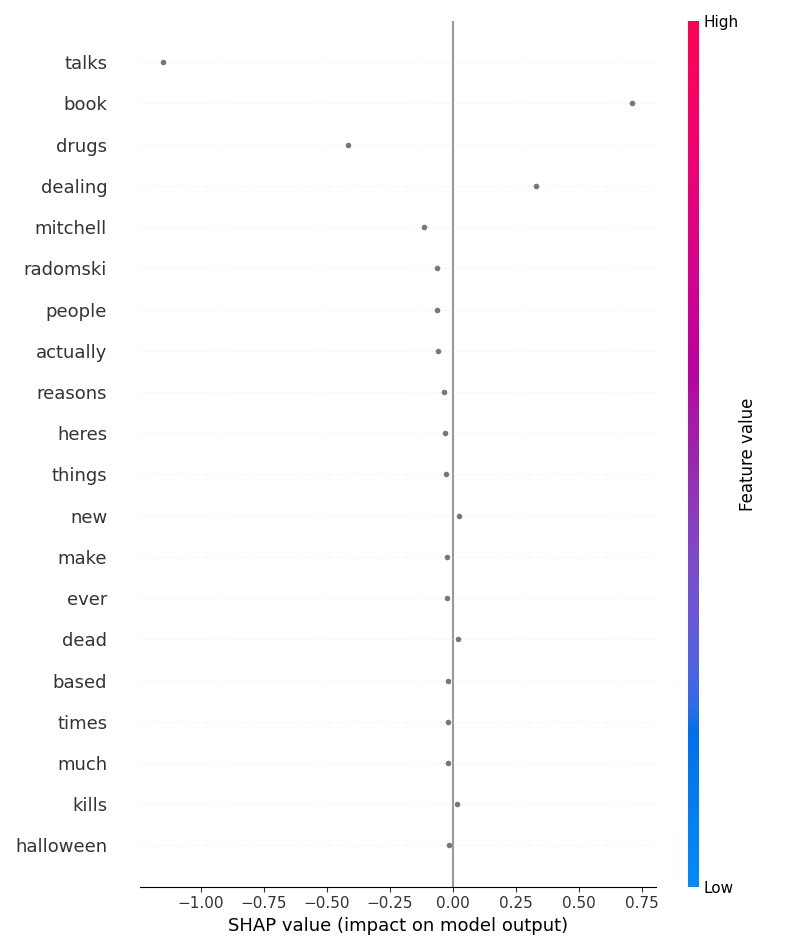 High
talks
book
drugs
dealing
mitchell
radomski
people
actually
reasons
heres
things
new
make
ever
dead
based
times
much
kills
halloween
Feature value
Low
−1.00 −0.75 −0.50 −0.25 0.00 0.25 0.50 0.75
SHAP value (impact on model output)